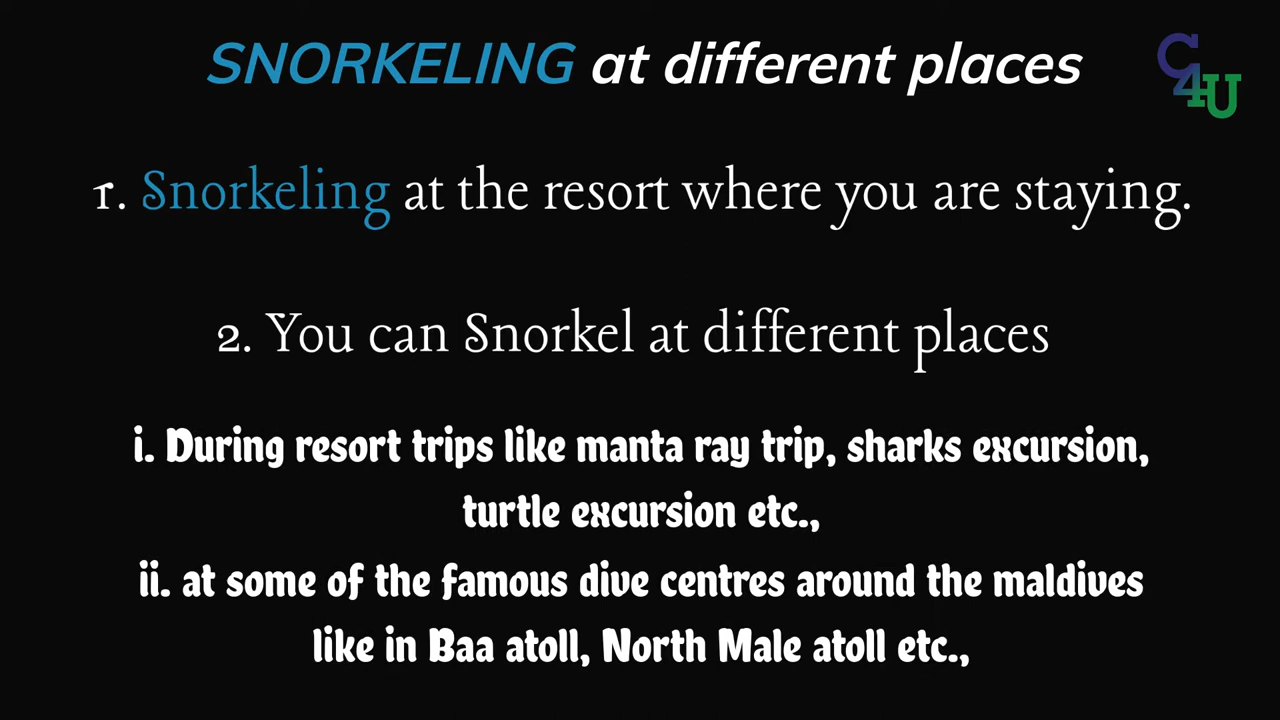 SNORKELING at different places
C4U
1. Snorkeling at the resort where you are staying.
2. You can Snorkel at different places
i. During resort trips like manta ray trip, sharks excursion,
turtle excursion etc.,
ii. at some of the famous dive centres around the maldives
like in Baa atoll, North Male atoll etc.,